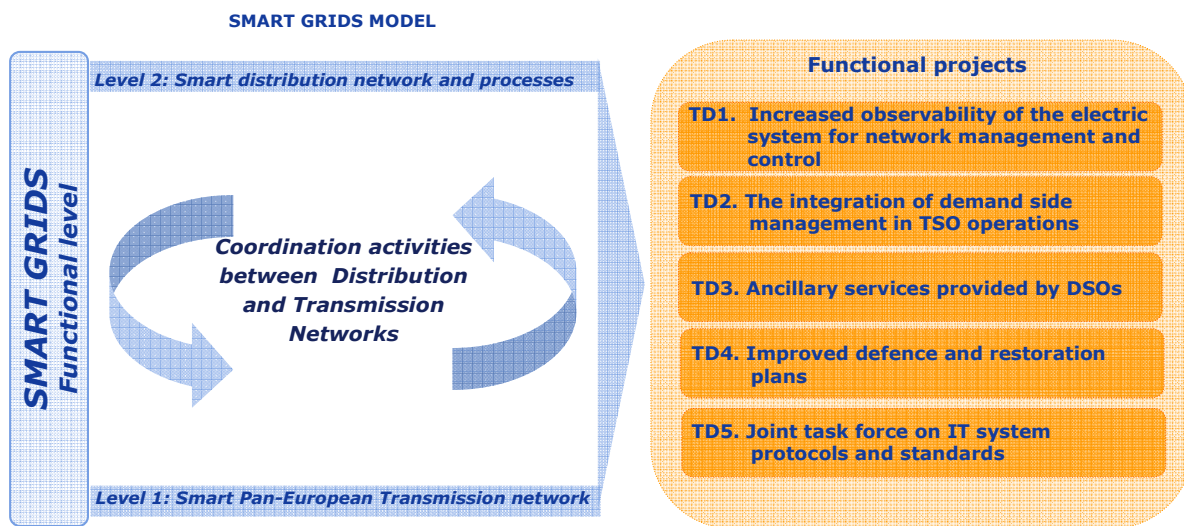 SMART GRIDS MODEL
SMART GRIDS
Functional level
Level 2: Smart distribution network and processes
Coordination activities
between Distribution
and Transmission
Networks
Level 1: Smart Pan-European Transmission network
Functional projects
TD1. Increased observability of the electric
system for network management and
control
TD2. The integration of demand side
management in TSO operations
TD3. Ancillary services provided by DSOs
TD4. Improved defence and restoration
plans
TD5. Joint task force on IT system
protocols and standards